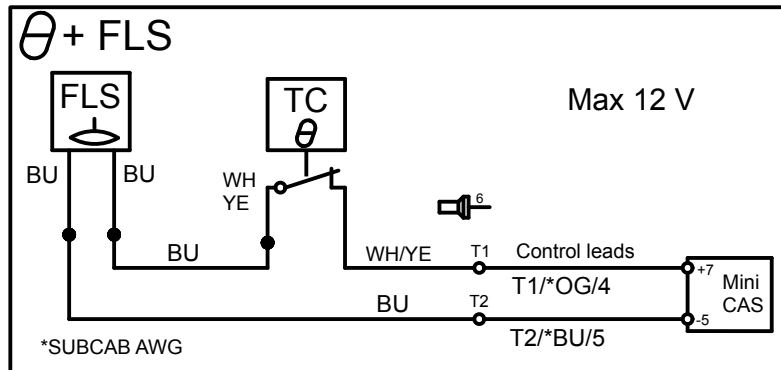 θ + FLS
FLS
TC
θ
Max 12 V
BU
BU
WH
YE
6
BU
WH/YE
T1
Control leads
+7
T1/*OG/4
Mini
CAS
BU
T2
-5
T2/*BU/5
*SUBCAB AWG